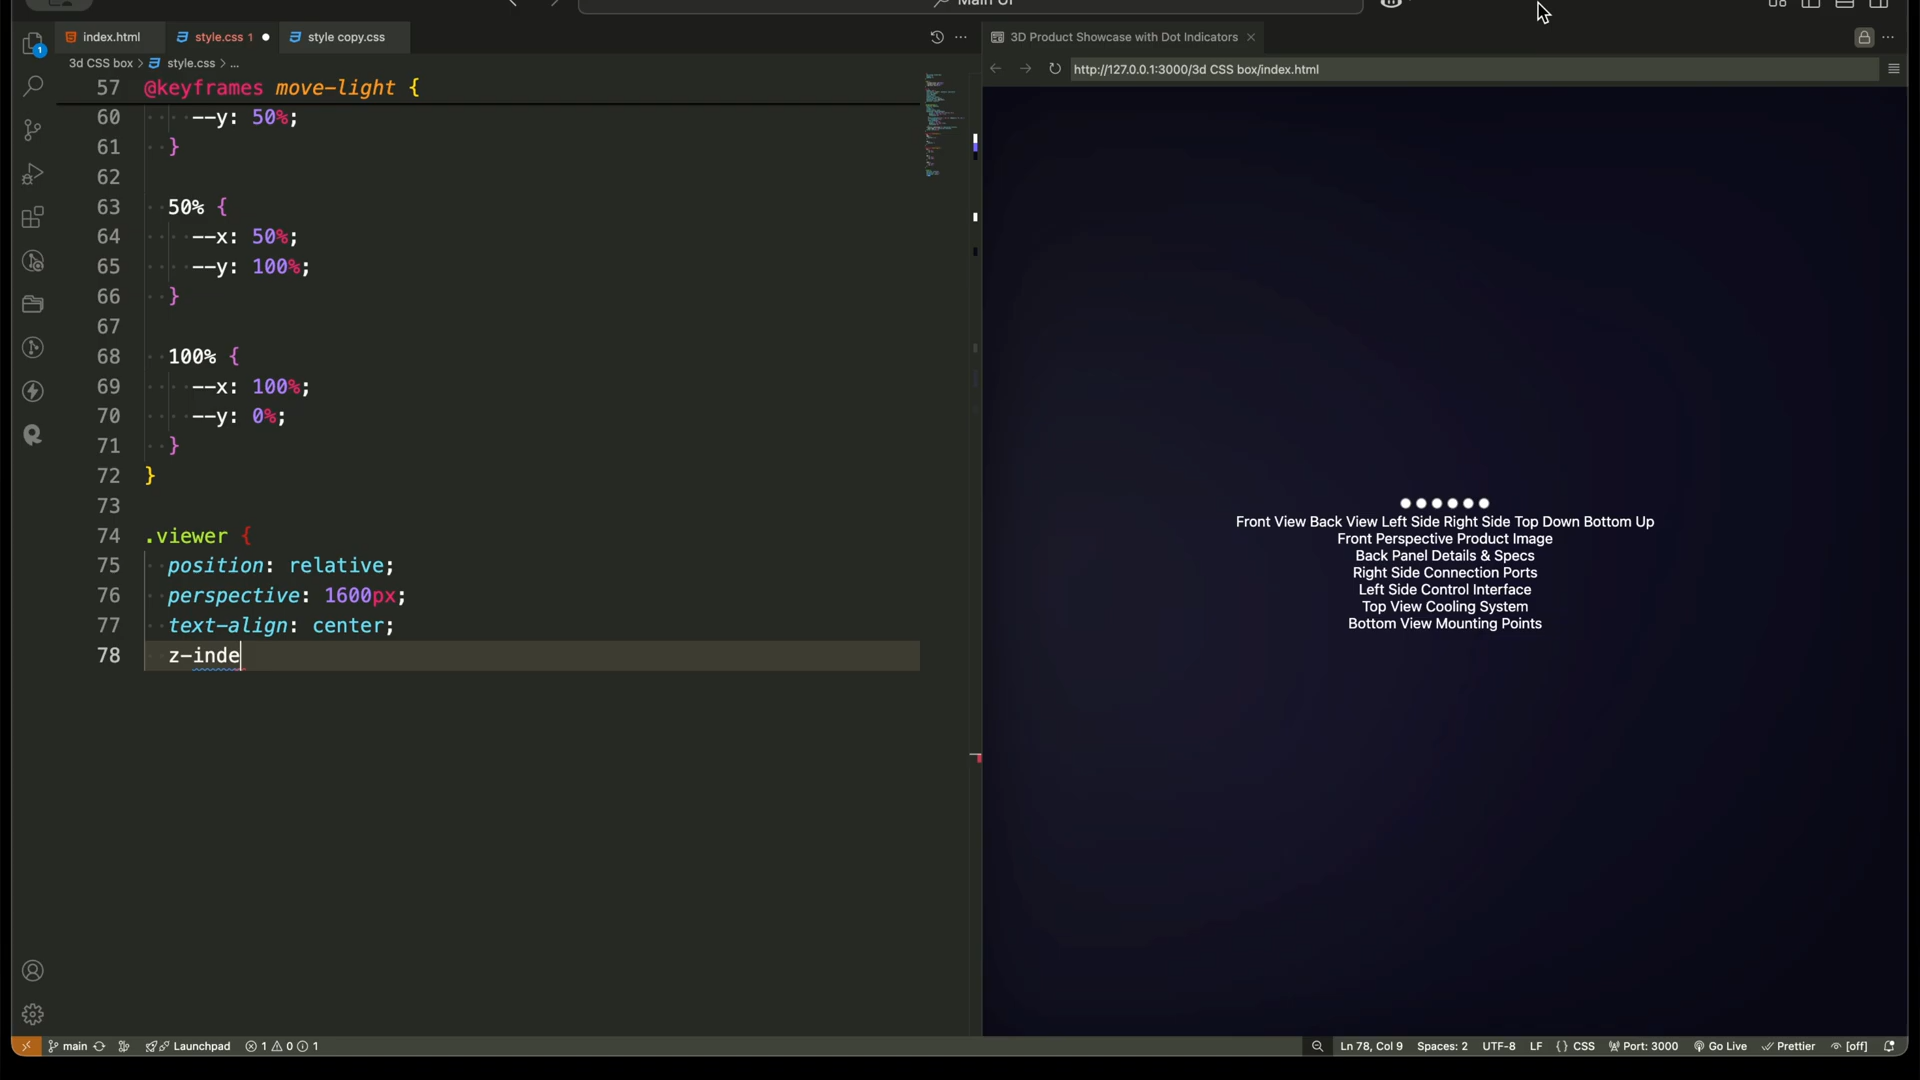 Main UI
index.html
style.css 1
style copy.css
3D Product Showcase with Dot Indicators
3d CSS box > style.css > ...
http://127.0.0.1:3000/3d CSS box/index.html
57 @keyframes move-light {
60 --y: 50%;
61 }
62
63 50% {
64 --x: 50%;
65 --y: 100%;
66 }
67
68 100% {
69 --x: 100%;
70 --y: 0%;
71 }
72 }
73
74 .viewer {
75 position: relative;
76 perspective: 1600px;
77 text-align: center;
78 z-inde
Front View Back View Left Side Right Side Top Down Bottom Up
Front Perspective Product Image
Back Panel Details & Specs
Right Side Connection Ports
Left Side Control Interface
Top View Cooling System
Bottom View Mounting Points
1
main
Launchpad
1 0 1
Ln 78, Col 9
Spaces: 2
UTF-8
LF
{} CSS
Port: 3000
Go Live
Prettier
[off]